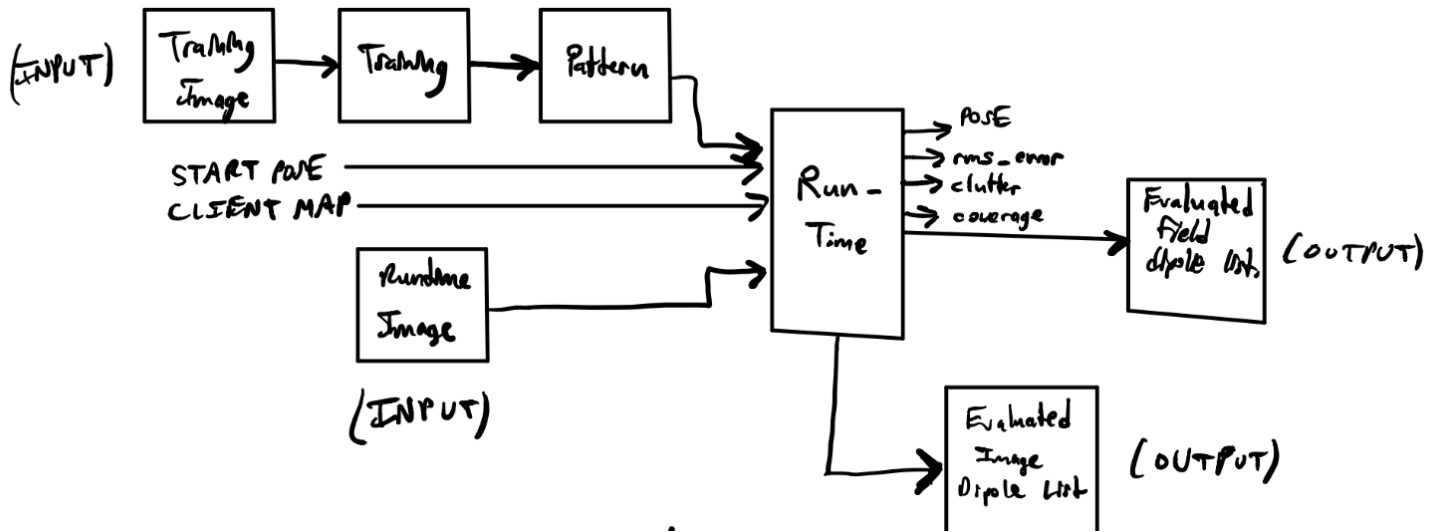 (INPUT)
Training
Image
Training
Pattern
START POSE
CLIENT MAP
Runtime
Image
(INPUT)
Run-
Time
POSE
rms_error
clutter
coverage
Evaluated
Field
dipole list
(OUTPUT)
Evaluated
Image
Dipole List
(OUTPUT)